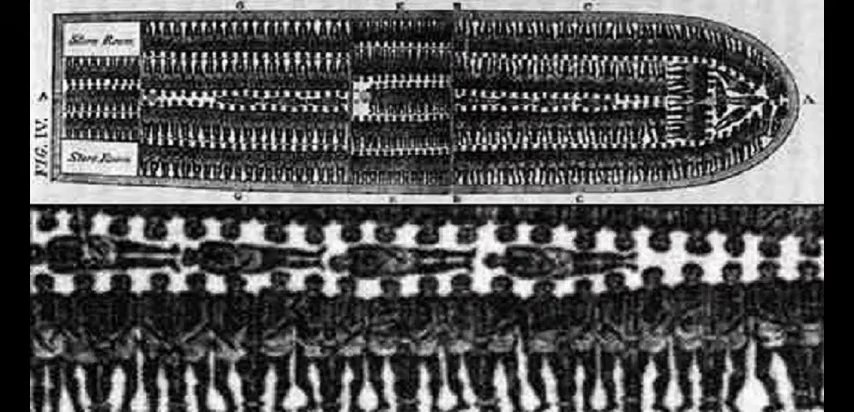 G E B C
Store Room
A A
FIG. IV.
Store Room
G C